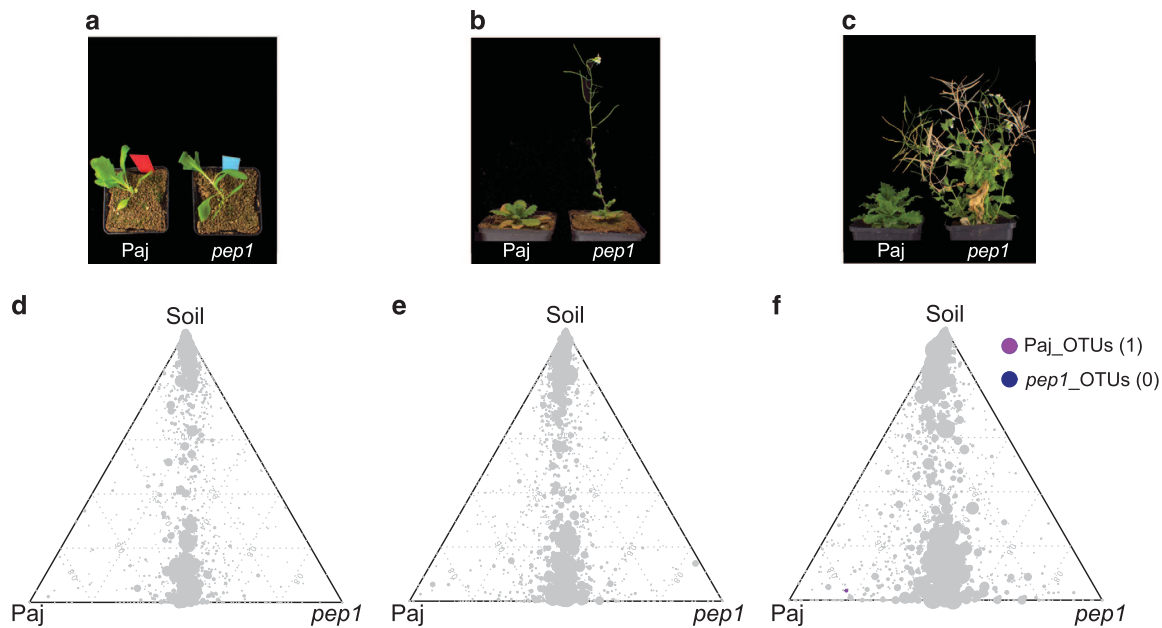 a
b
c
Paj
pep1
Paj
pep1
Paj
pep1
d
e
f
Soil
Soil
Soil
Paj_OTUs (1)
pep1_OTUs (0)
Paj
pep1
Paj
pep1
Paj
pep1